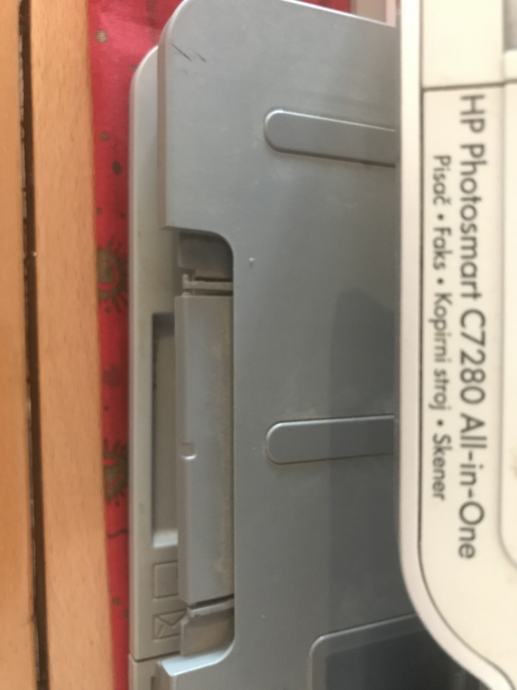 HP Photosmart C7280 All-in-One
Pisač • Faks • Kopirni stroj • Skener